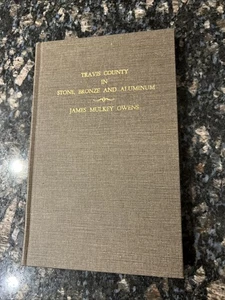 TRAVIS COUNTY
IN
STONE, BRONZE AND ALUMINUM
JAMES MULKEY OWENS